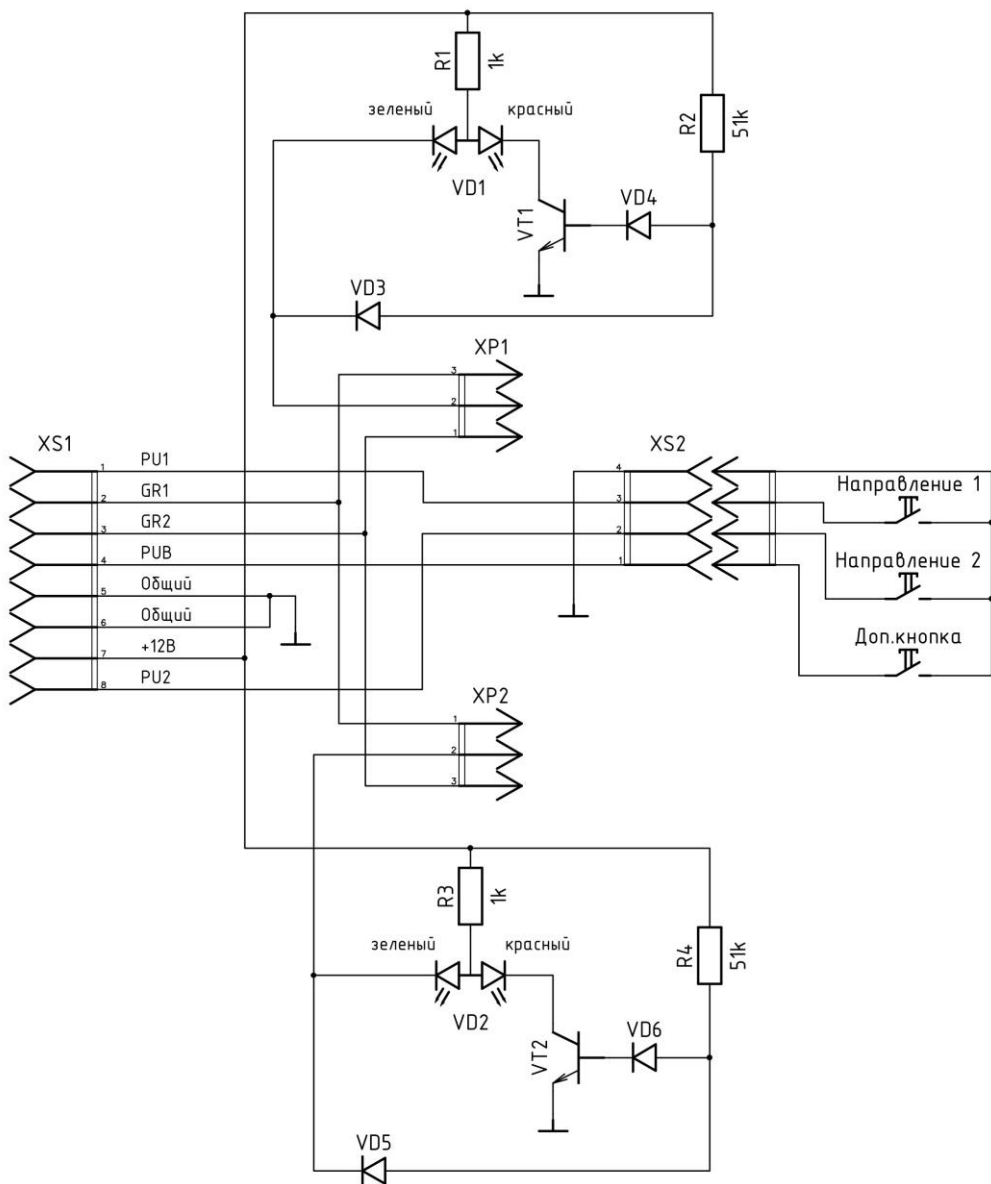 R1
1k
зеленый
красный
VD1
R2
51k
VD4
VT1
VD3
XP1
3
2
1
XS1
1
PU1
2
GR1
3
GR2
4
PUB
5
Общий
6
Общий
7
+12В
8
PU2
XS2
4
3
2
1
Направление 1
Направление 2
Доп.кнопка
XP2
1
2
3
R3
1k
зеленый
красный
VD2
R4
51k
VD6
VT2
VD5